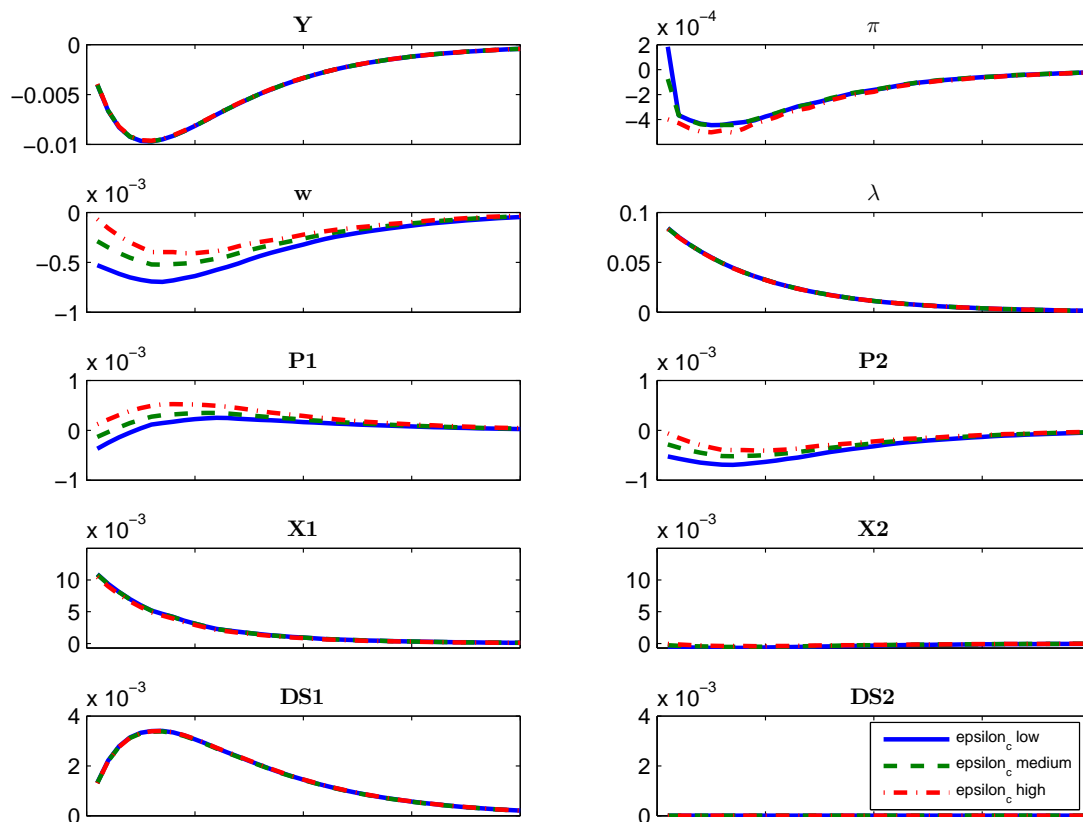 Y
0
−0.005
−0.01
x 10⁻⁴
π
2
0
−2
−4
x 10⁻³
w
0
−0.5
−1
λ
0.1
0.05
0
x 10⁻³
P1
1
0
−1
x 10⁻³
P2
1
0
−1
x 10⁻³
X1
10
5
0
x 10⁻³
X2
10
5
0
x 10⁻³
DS1
4
2
0
x 10⁻³
DS2
4
2
0
epsilon_c low
epsilon_c medium
epsilon_c high